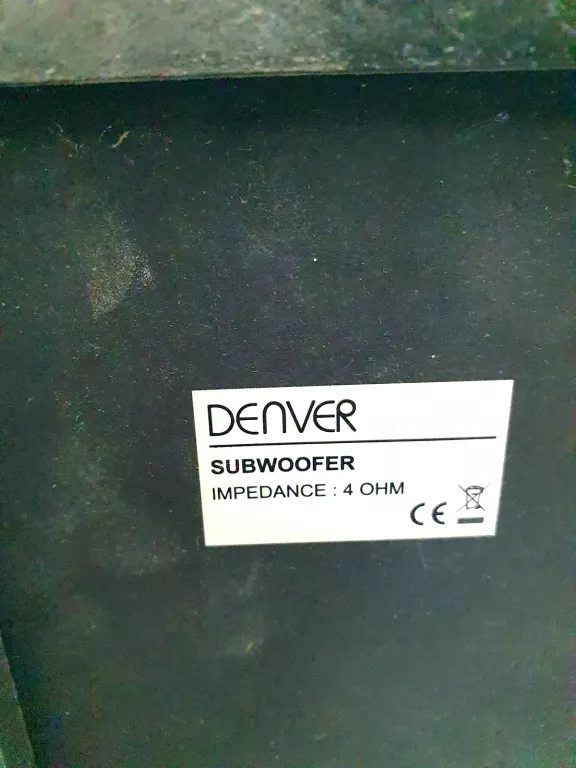 DENVER
SUBWOOFER
IMPEDANCE : 4 OHM
CE